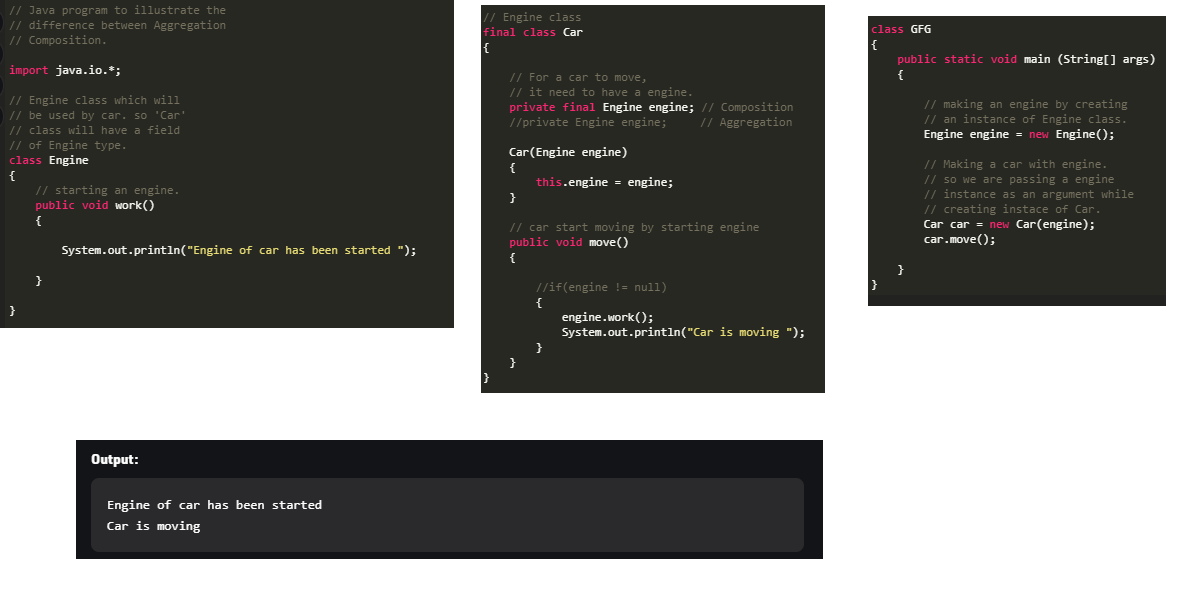 // Java program to illustrate the
// difference between Aggregation
// Composition.
import java.io.*;
// Engine class which will
// be used by car. so 'Car'
// class will have a field
// of Engine type.
class Engine
{
// starting an engine.
public void work()
{
System.out.println("Engine of car has been started ");
}
}
// Engine class
final class Car
{
// For a car to move,
// it need to have a engine.
private final Engine engine; // Composition
//private Engine engine;     // Aggregation
Car(Engine engine)
{
this.engine = engine;
}
// car start moving by starting engine
public void move()
{
//if(engine != null)
{
engine.work();
System.out.println("Car is moving ");
}
}
}
class GFG
{
public static void main (String[] args)
{
// making an engine by creating
// an instance of Engine class.
Engine engine = new Engine();
// Making a car with engine.
// so we are passing a engine
// instance as an argument while
// creating instace of Car.
Car car = new Car(engine);
car.move();
}
}
Output:
Engine of car has been started
Car is moving